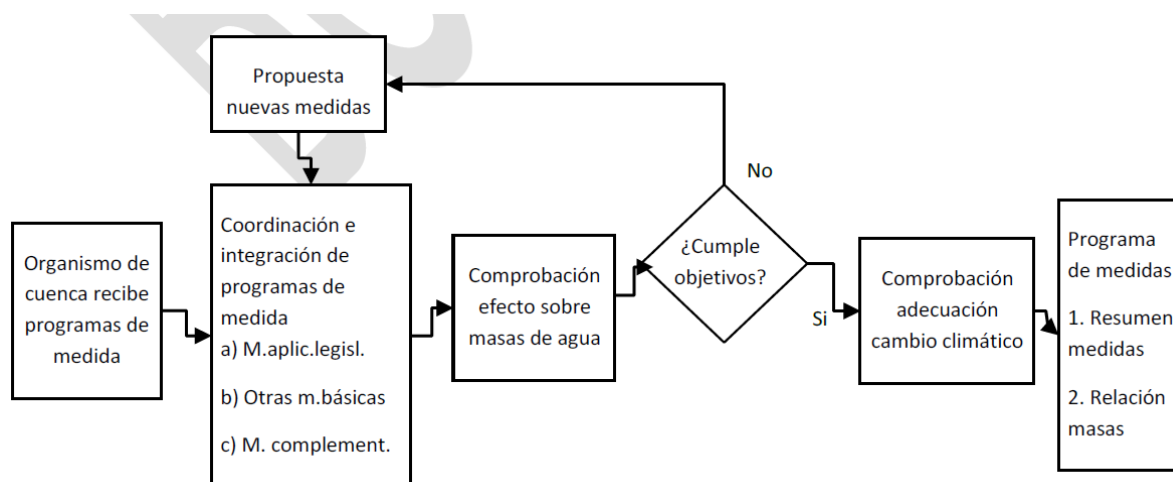 Propuesta
nuevas medidas
No
Organismo de
cuenca recibe
programas de
medida
Coordinación e
integración de
programas de
medida
a) M.aplic.legisl.
b) Otras m.básicas
c) M. complement.
Comprobación
efecto sobre
masas de agua
¿Cumple
objetivos?
Si
Comprobación
adecuación
cambio climático
Programa
de medidas
1. Resumen
medidas
2. Relación
masas